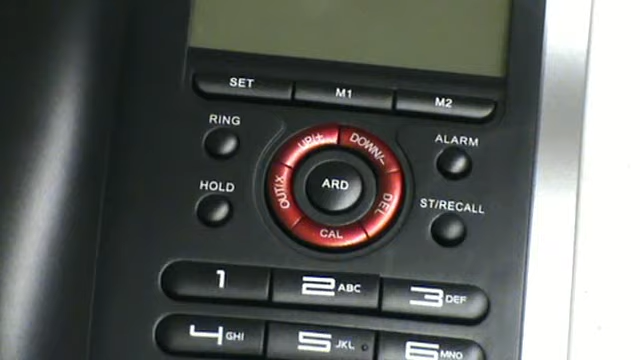 SET M1 M2
RING
ALARM
UP/+ DOWN/-
ARD
HOLD
OUT/X
DEL
ST/RECALL
CAL
1 2 ABC 3 DEF
4 GHI 5 JKL 6 MNO